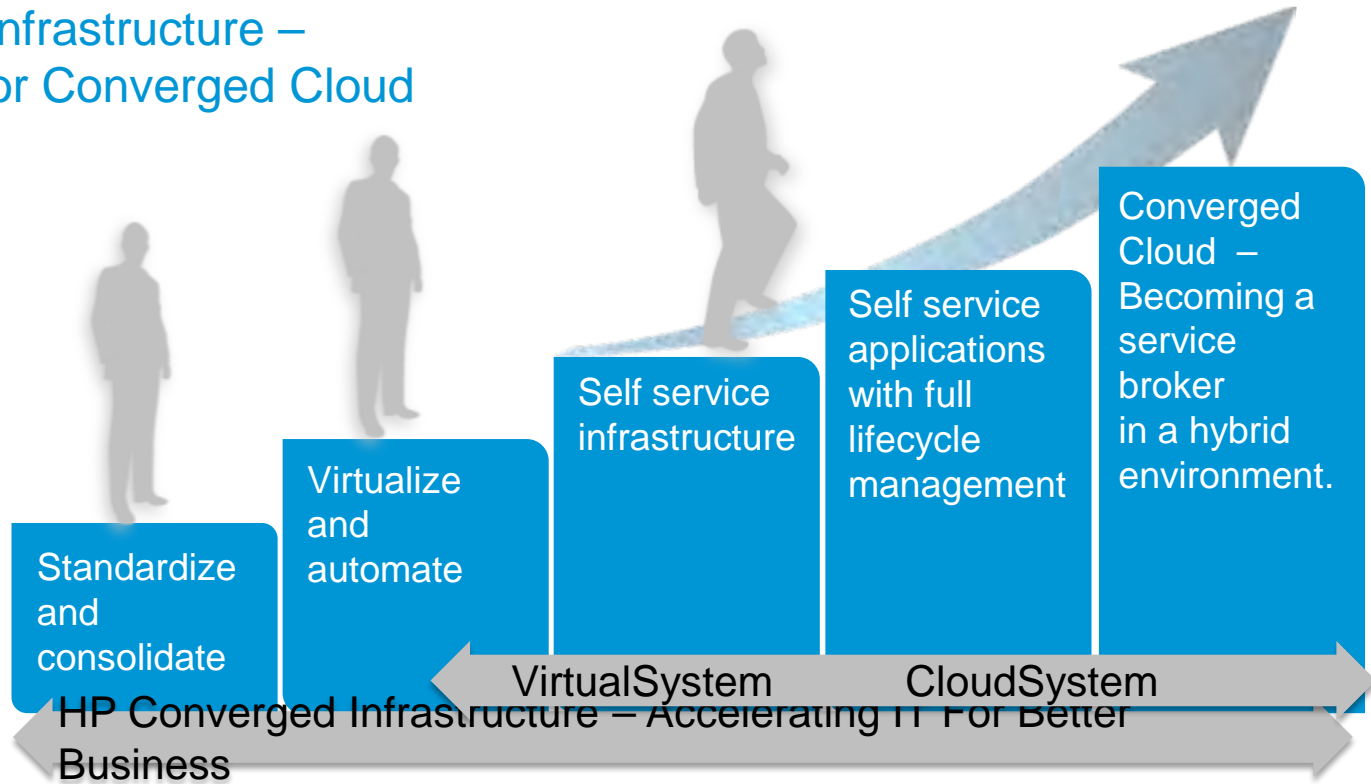 nfrastructure –
or Converged Cloud
Standardize
and
consolidate
Virtualize
and
automate
Self service
infrastructure
Self service
applications
with full
lifecycle
management
Converged
Cloud –
Becoming a
service
broker
in a hybrid
environment.
VirtualSystem CloudSystem
HP Converged Infrastructure – Accelerating IT For Better
Business